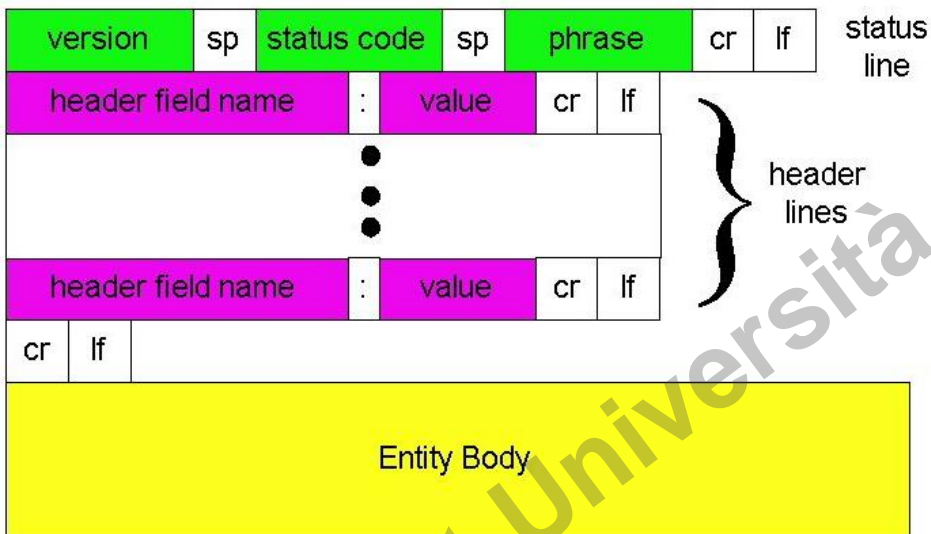 version sp status code sp phrase cr lf status line
header field name : value cr lf
header lines
header field name : value cr lf
cr lf
Entity Body
Università